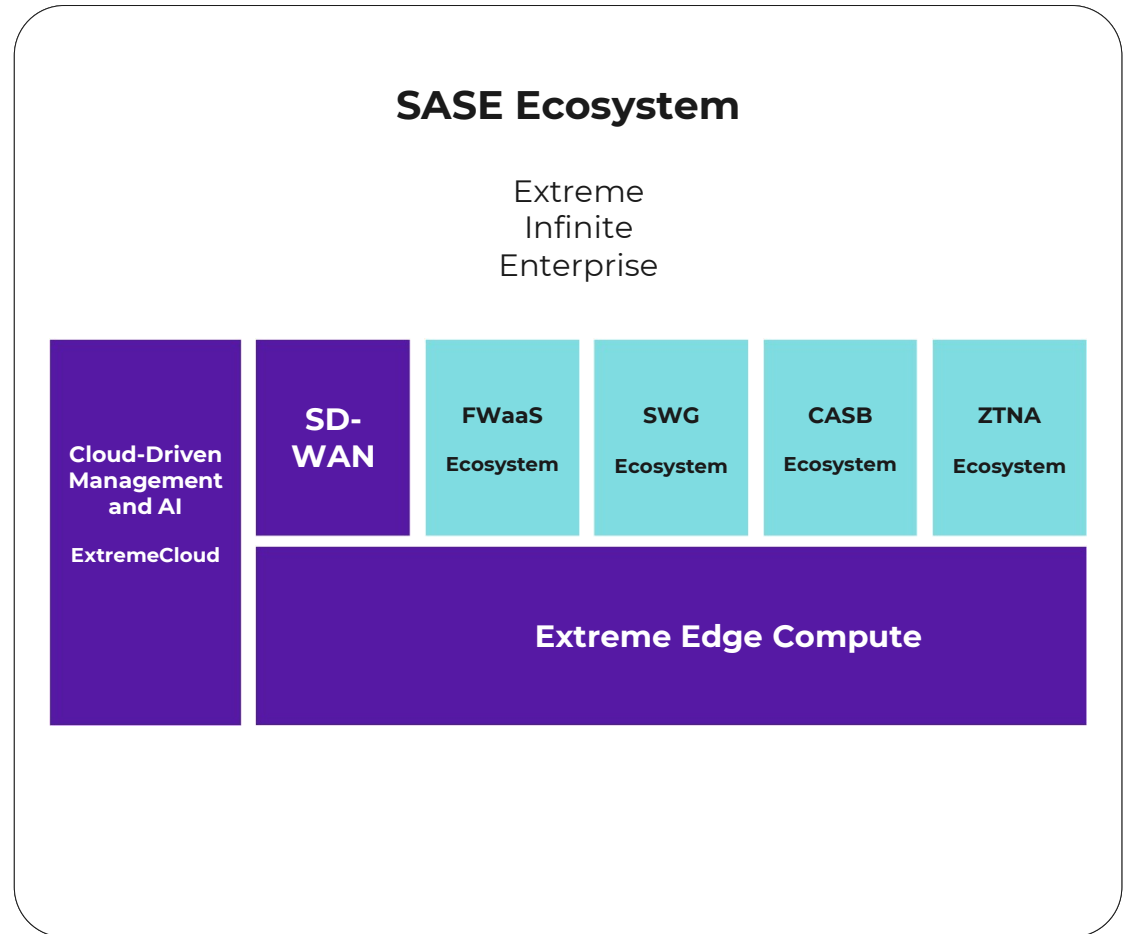 SASE Ecosystem
Extreme
Infinite
Enterprise
Cloud-Driven
Management
and AI
ExtremeCloud
SD-
WAN
FWaaS
Ecosystem
SWG
Ecosystem
CASB
Ecosystem
ZTNA
Ecosystem
Extreme Edge Compute